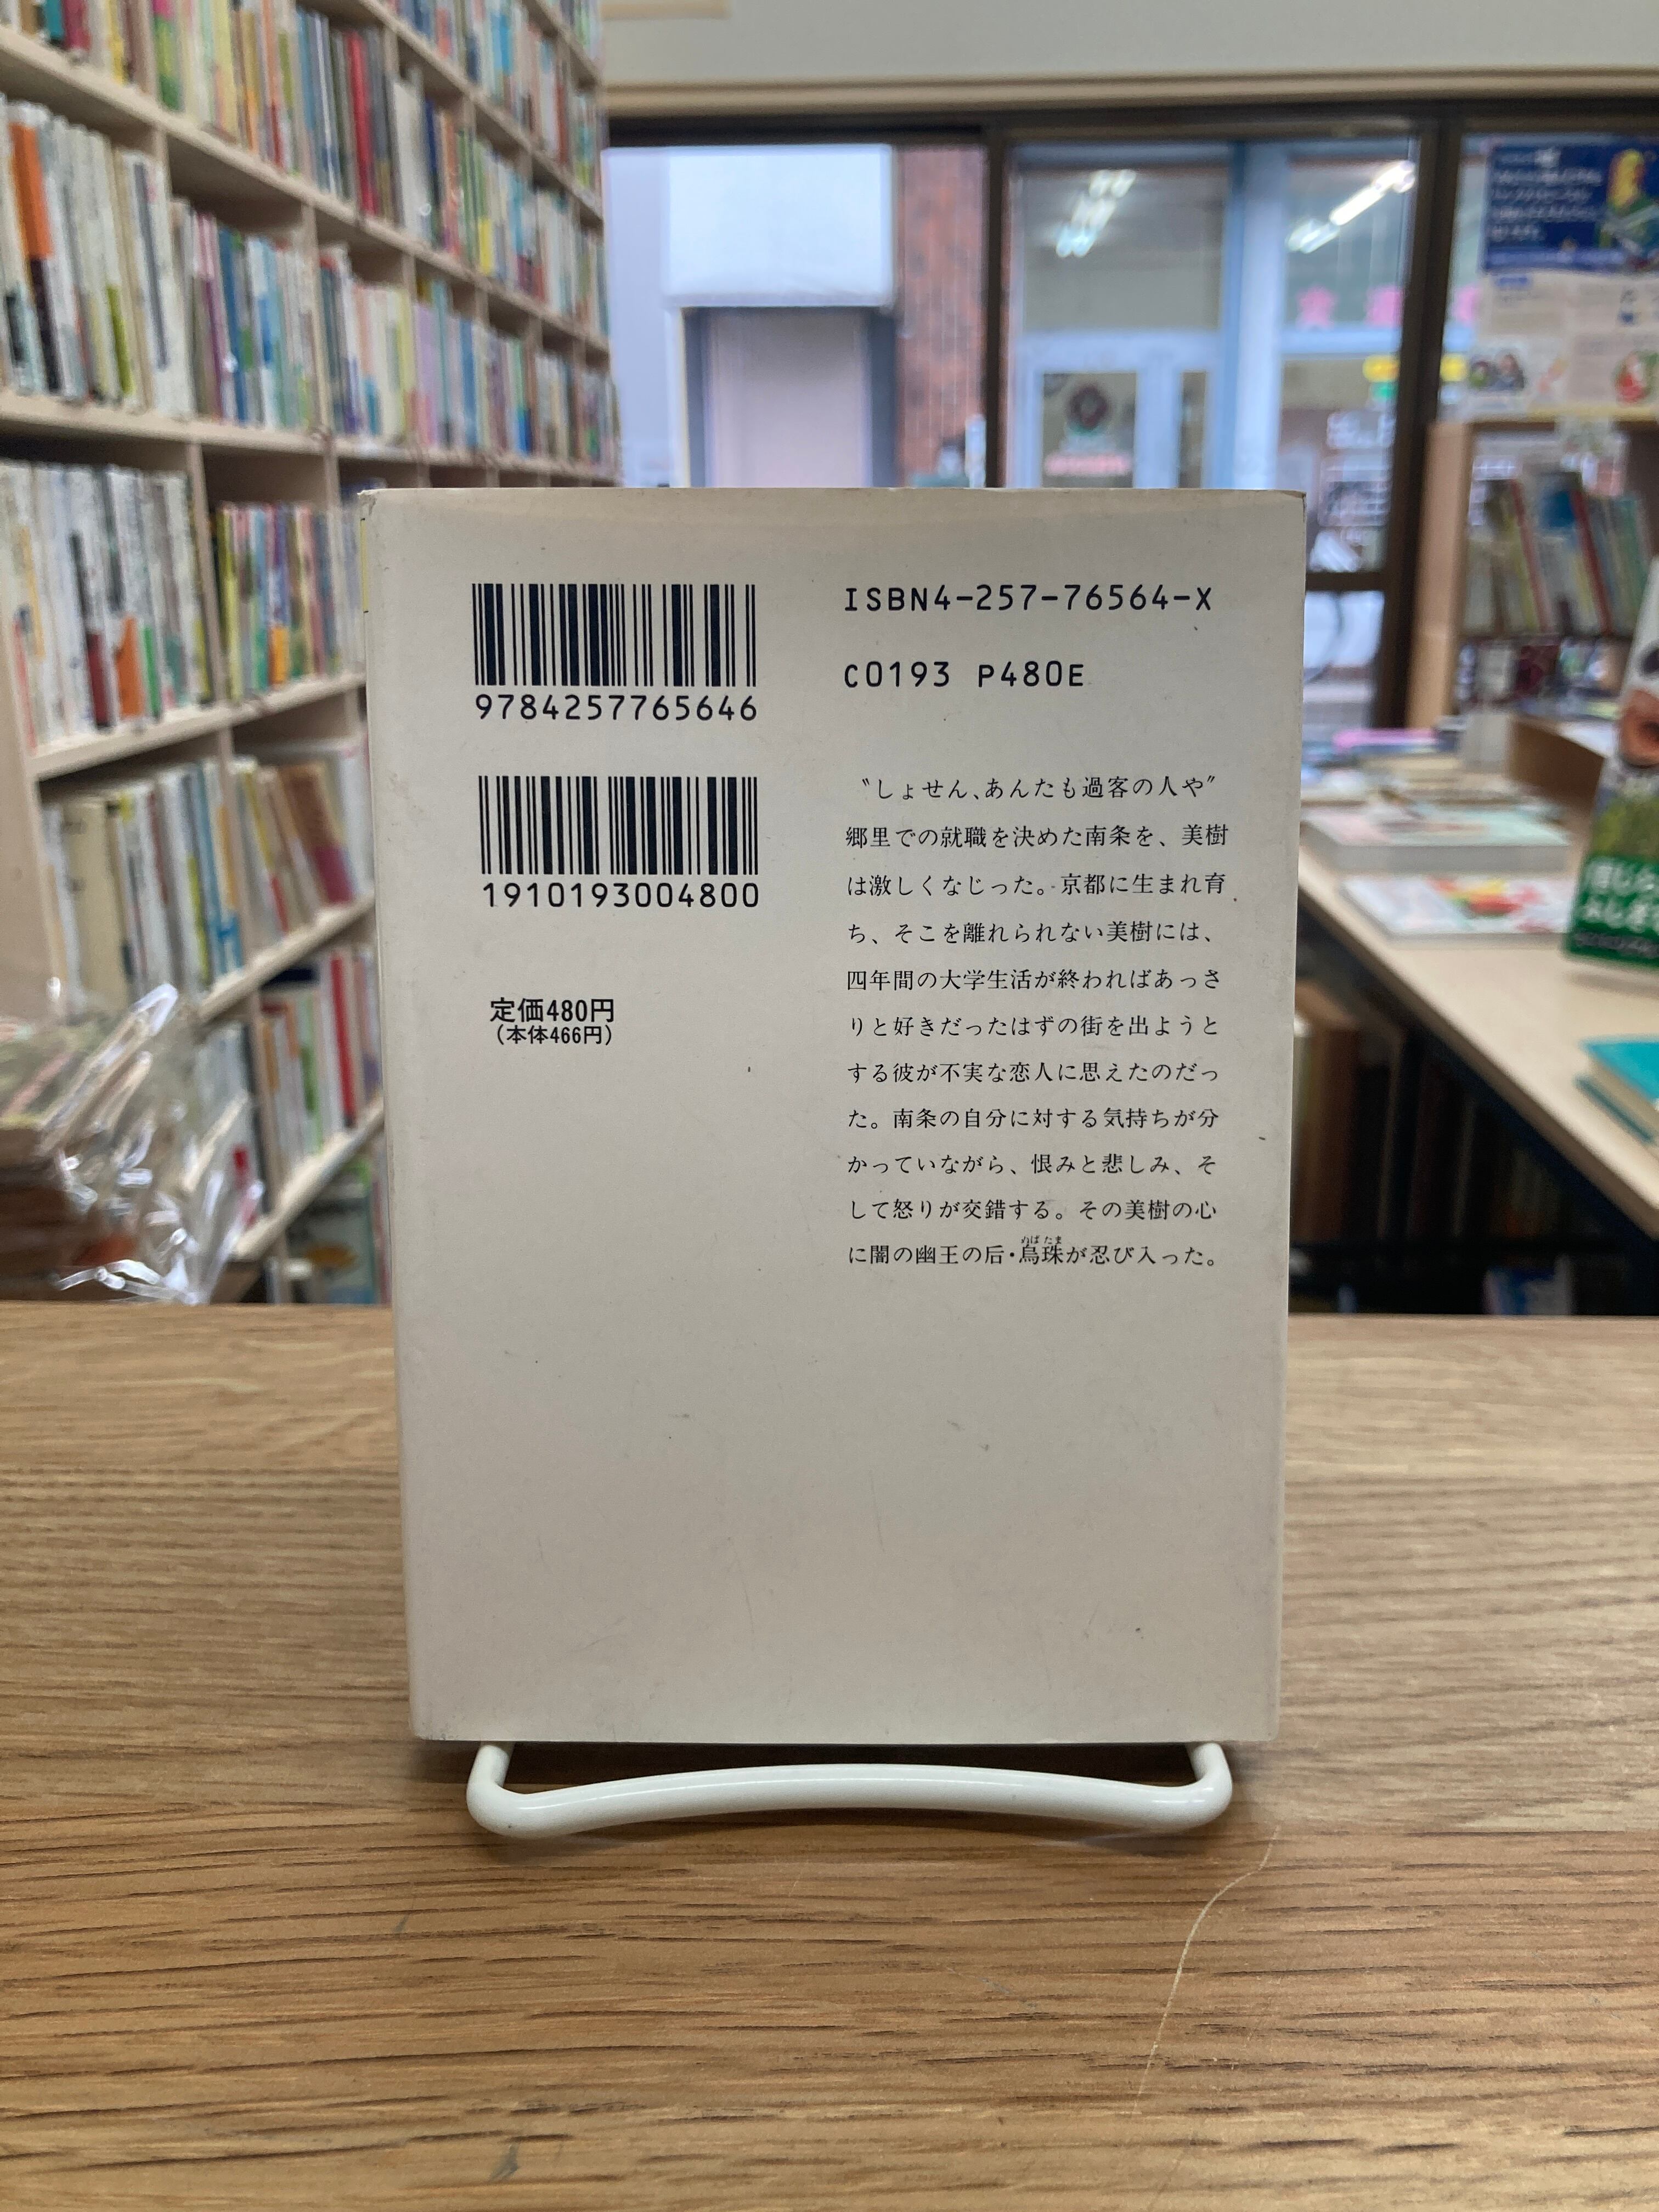 ISBN4-257-76564-X
C0193 P480E
9784257765646
1910193004800
定価480円
(本体466円)
〝しょせん、あんたも過客の人や〟
郷里での就職を決めた南条を、美樹
は激しくなじった。京都に生まれ育
ち、そこを離れられない美樹には、
四年間の大学生活が終わればあっさ
りと好きだったはずの街を出ようと
する彼が不実な恋人に思えたのだっ
た。南条の自分に対する気持ちが分
かっていながら、恨みと悲しみ、そ
して怒りが交錯する。その美樹の心
ぬば たま
に闇の幽王の后・烏珠が忍び入った。